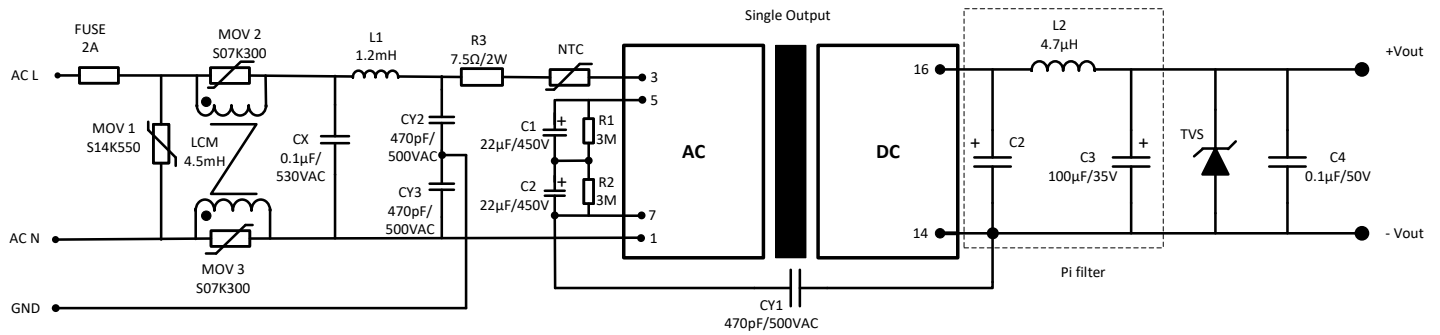 Single Output
FUSE
2A
MOV 2
S07K300
L1
1.2mH
R3
7.5Ω/2W
NTC
L2
4.7µH
AC L
3
16
+Vout
5
MOV 1
S14K550
LCM
4.5mH
CX
0.1µF/
530VAC
CY2
470pF/
500VAC
C1
22µF/450V
+
R1
3M
AC
DC
+
C2
C3
100µF/35V
+
TVS
C4
0.1µF/50V
CY3
470pF/
500VAC
C2
22µF/450V
+
R2
3M
7
AC N
1
14
- Vout
MOV 3
S07K300
Pi filter
GND
CY1
470pF/500VAC